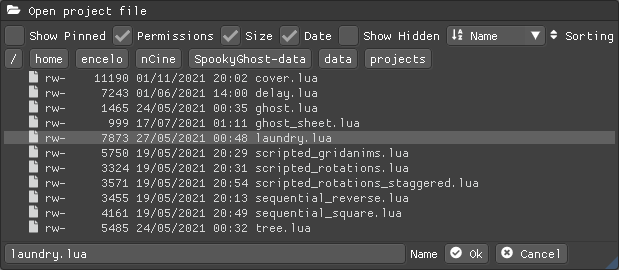 Open project file
Show Pinned Permissions Size Date Show Hidden Name Sorting
/ home encelo nCine SpookyGhost-data data projects
rw- 11190 01/11/2021 20:02 cover.lua
rw- 7243 01/06/2021 14:00 delay.lua
rw- 1465 24/05/2021 00:35 ghost.lua
rw- 999 17/07/2021 01:11 ghost_sheet.lua
rw- 7873 27/05/2021 00:48 laundry.lua
rw- 5750 19/05/2021 20:29 scripted_gridanims.lua
rw- 3324 19/05/2021 20:31 scripted_rotations.lua
rw- 3571 19/05/2021 20:54 scripted_rotations_staggered.lua
rw- 3455 19/05/2021 20:13 sequential_reverse.lua
rw- 4161 19/05/2021 20:49 sequential_square.lua
rw- 5485 24/05/2021 00:32 tree.lua
laundry.lua Name Ok Cancel